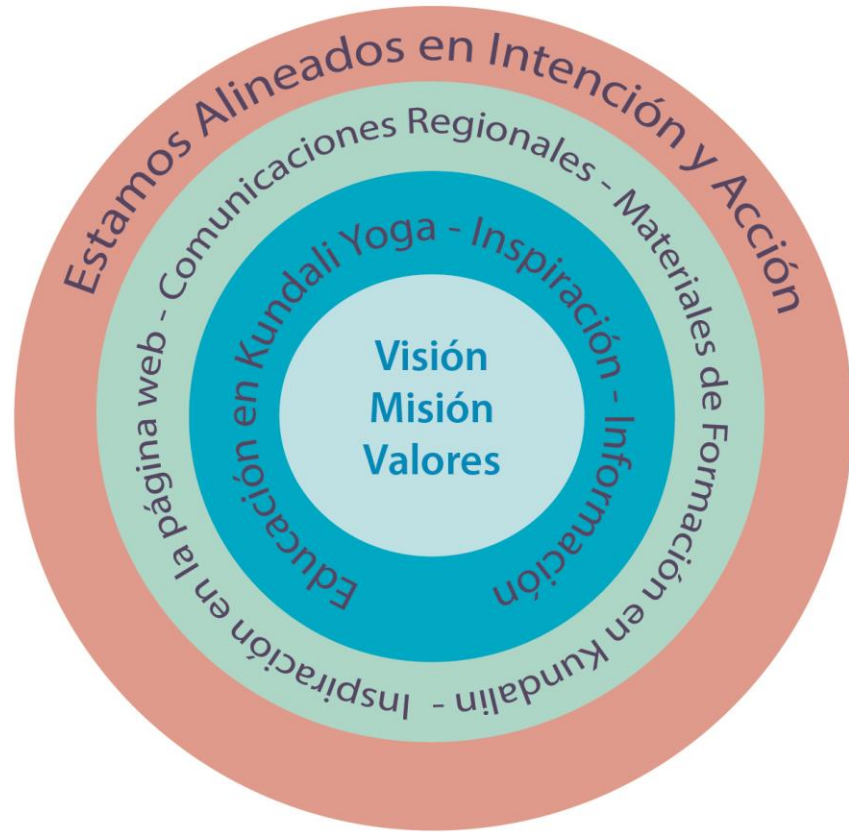 Estamos Alineados en Intención y Acción
Inspiración en la página web - Comunicaciones Regionales - Materiales de Formación en Kundalin -
Educación en Kundali Yoga - Inspiración - Información
Visión
Misión
Valores